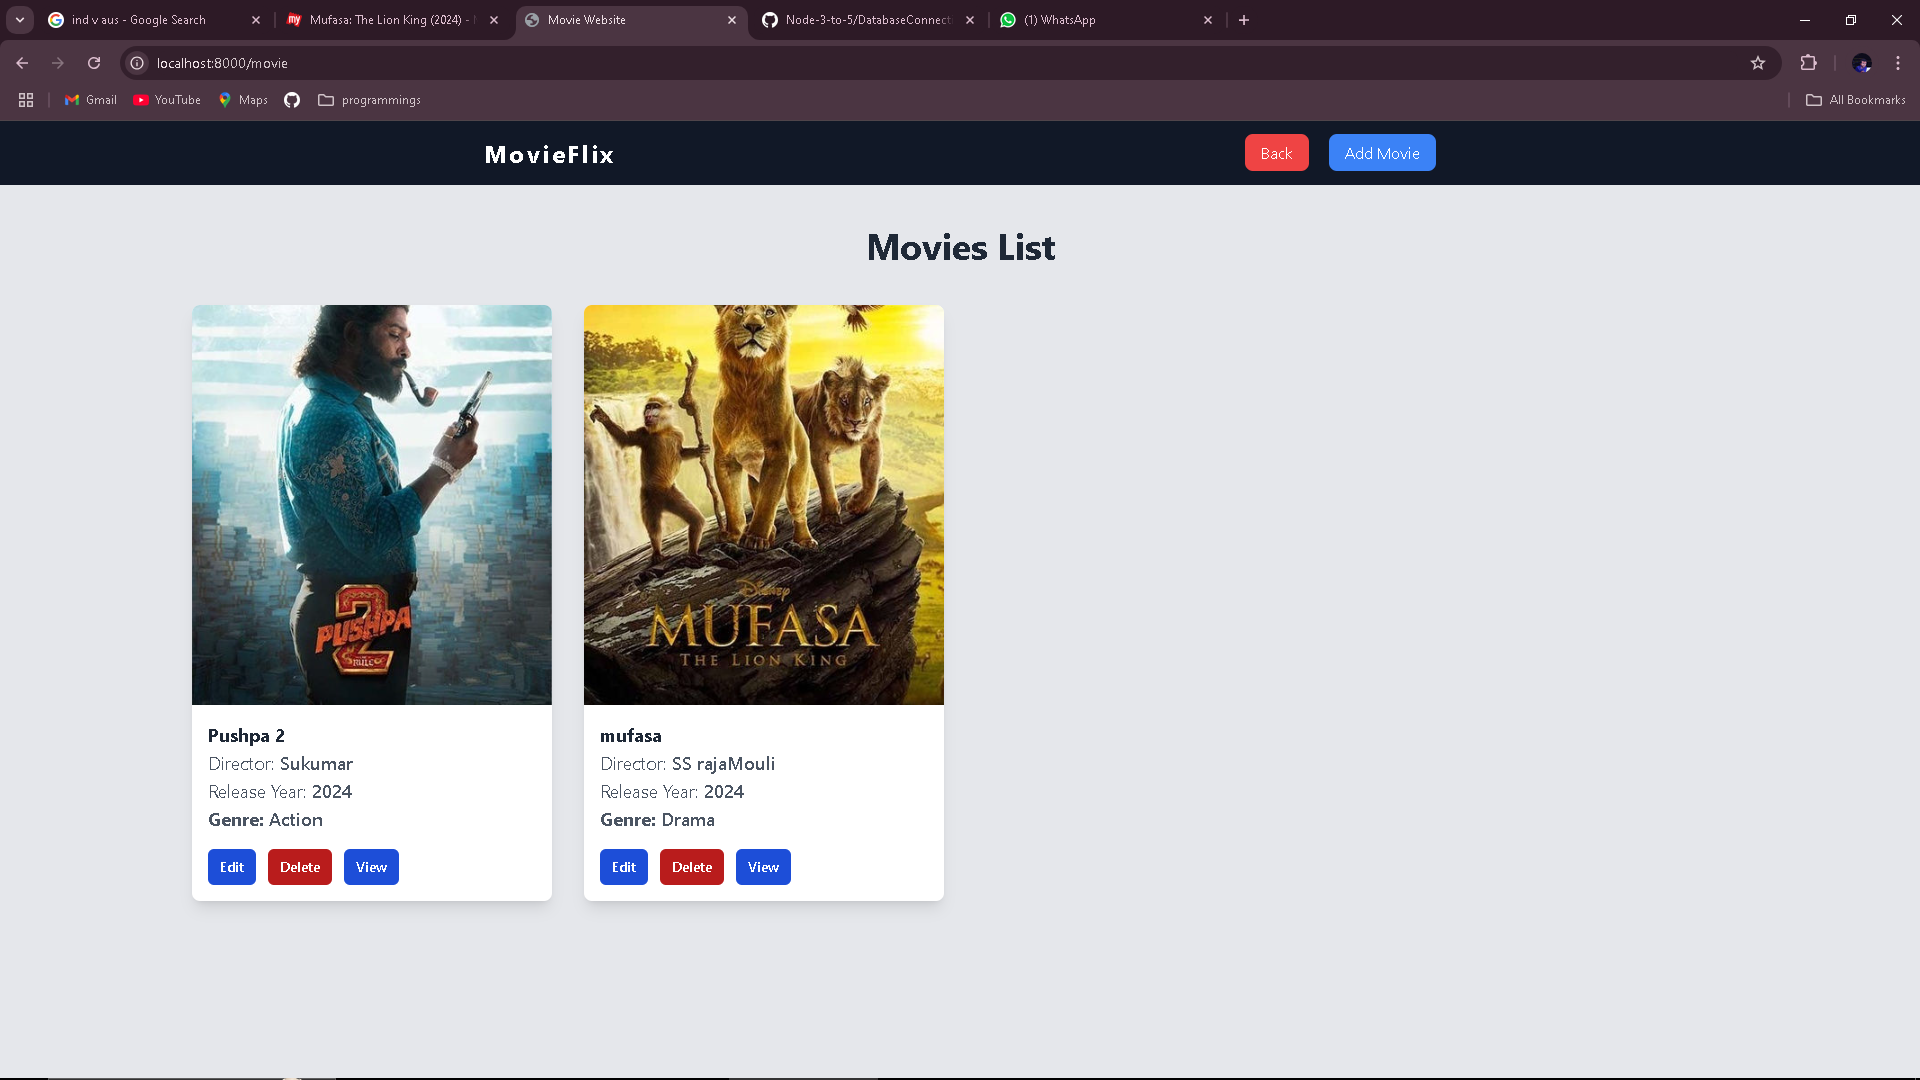 ind v aus - Google Search
Mufasa: The Lion King (2024) -
Movie Website
Node-3-to-5/DatabaseConnect
(1) WhatsApp
localhost:8000/movie
Gmail
YouTube
Maps
programmings
All Bookmarks
MovieFlix
Back
Add Movie
Movies List
2
PUSHPA
Disney
MUFASA
THE LION KING
Pushpa 2
Director: Sukumar
Release Year: 2024
Genre: Action
Edit Delete View
mufasa
Director: SS rajaMouli
Release Year: 2024
Genre: Drama
Edit Delete View